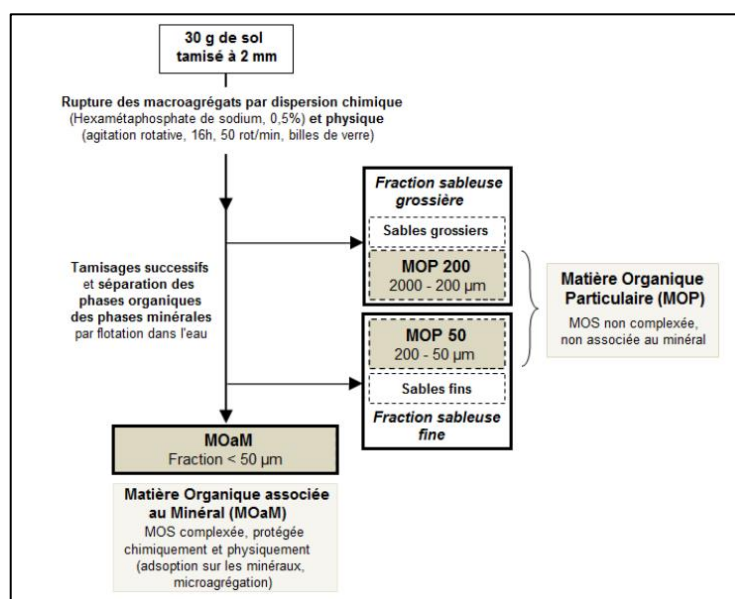 30 g de sol
tamisé à 2 mm
Rupture des macroagrégats par dispersion chimique
(Hexamétaphosphate de sodium, 0,5%) et physique
(agitation rotative, 16h, 50 rot/min, billes de verre)
Fraction sableuse
grossière
Sables grossiers
MOP 200
2000 - 200 µm
Tamisages successifs
et séparation des
phases organiques
des phases minérales
par flotation dans l'eau
Matière Organique
Particulaire (MOP)
MOS non complexée,
non associée au minéral
MOP 50
200 - 50 µm
Sables fins
Fraction sableuse
fine
MOaM
Fraction < 50 µm
Matière Organique associée
au Minéral (MOaM)
MOS complexée, protégée
chimiquement et physiquement
(adsoption sur les minéraux,
microagrégation)